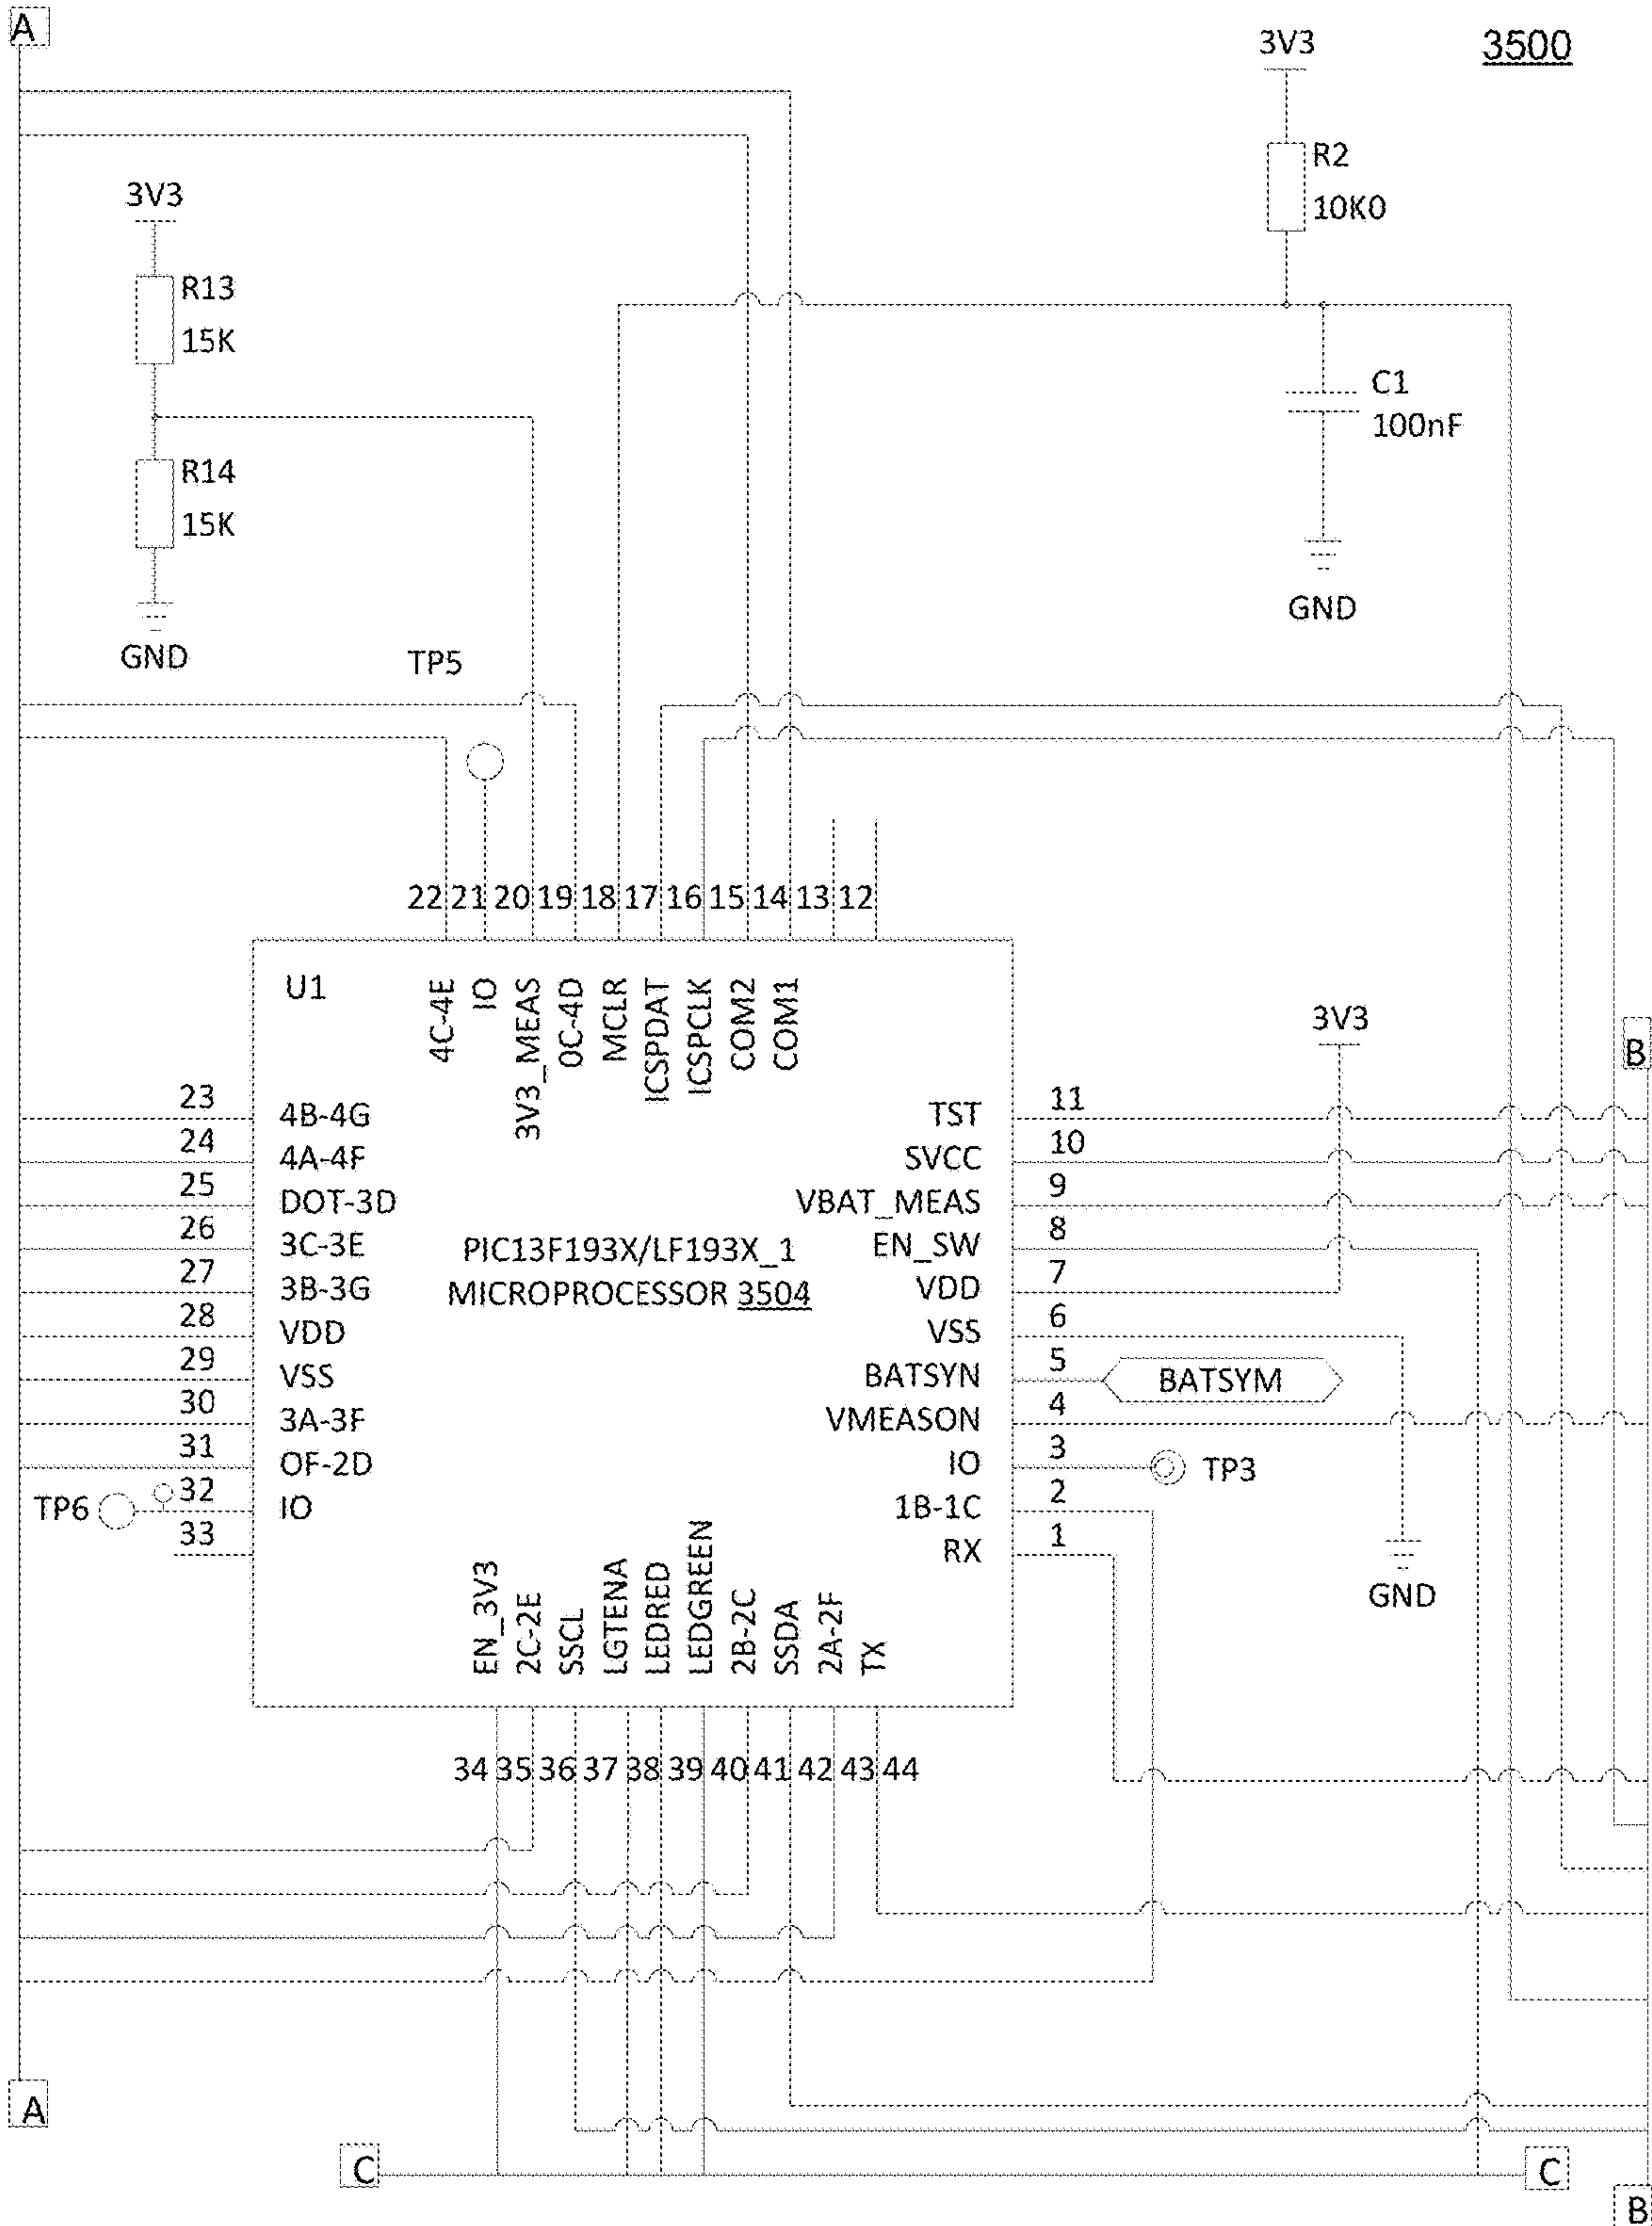 A
3500
3V3
R2
10K0
3V3
R13
15K
C1
100nF
R14
15K
GND
GND
TP5
22 21 20 19 18 17 16 15 14 13 12
U1
4C-4E
IO
3V3_MEAS
0C-4D
MCLR
ICSPDAT
ICSPCLK
COM2
COM1
3V3
B
23 4B-4G
24 4A-4F
25 DOT-3D
26 3C-3E
27 3B-3G
28 VDD
29 VSS
30 3A-3F
31 OF-2D
TP6 32 IO
33
PIC13F193X/LF193X_1
MICROPROCESSOR 3504
TST 11
SVCC 10
VBAT_MEAS 9
EN_SW 8
VDD 7
VSS 6
BATSYN 5 BATSYM
VMEASON 4
IO 3 TP3
1B-1C 2
RX 1
GND
EN_3V3
2C-2E
SSCL
LGTENA
LEDRED
LEDGREEN
2B-2C
SSDA
2A-2F
TX
34 35 36 37 38 39 40 41 42 43 44
A
C
C
B